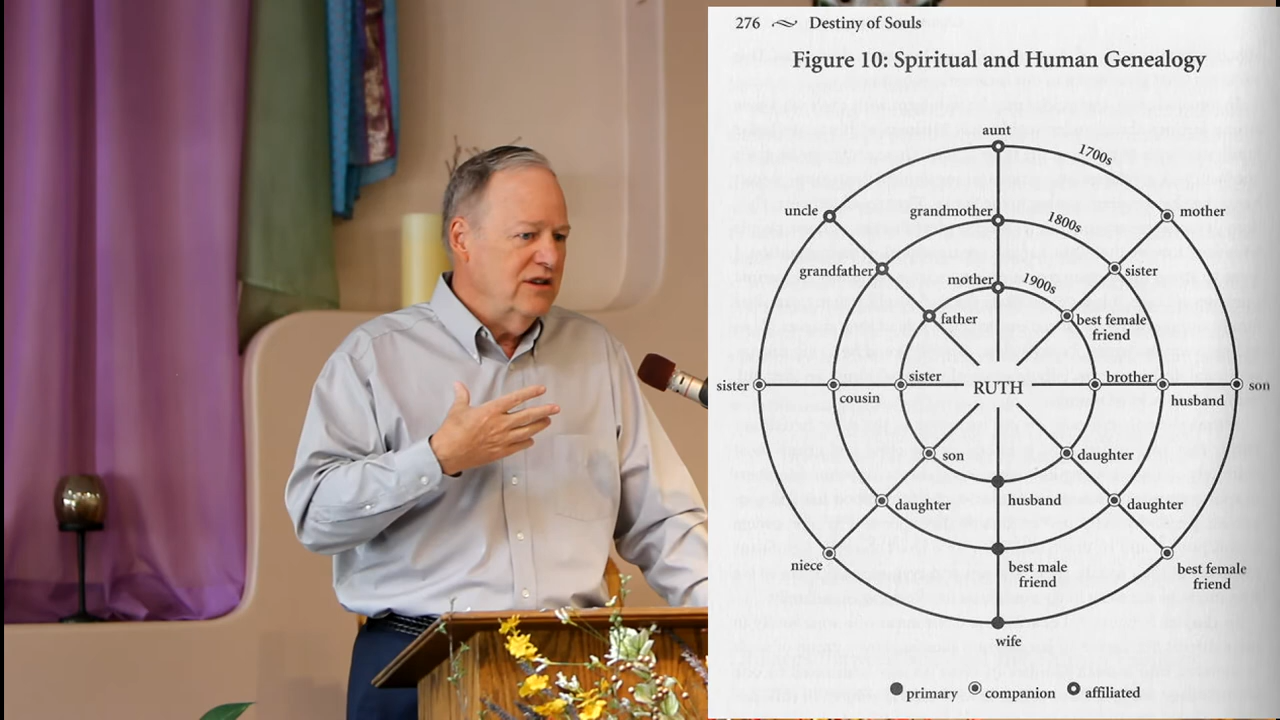 276 Destiny of Souls
Figure 10: Spiritual and Human Genealogy
aunt
1700s
uncle
grandmother
mother
1800s
grandfather
sister
mother
1900s
father
best female
friend
sister
sister
RUTH
brother
son
cousin
husband
son
daughter
daughter
husband
daughter
niece
best male
friend
best female
friend
wife
primary
companion
affiliated